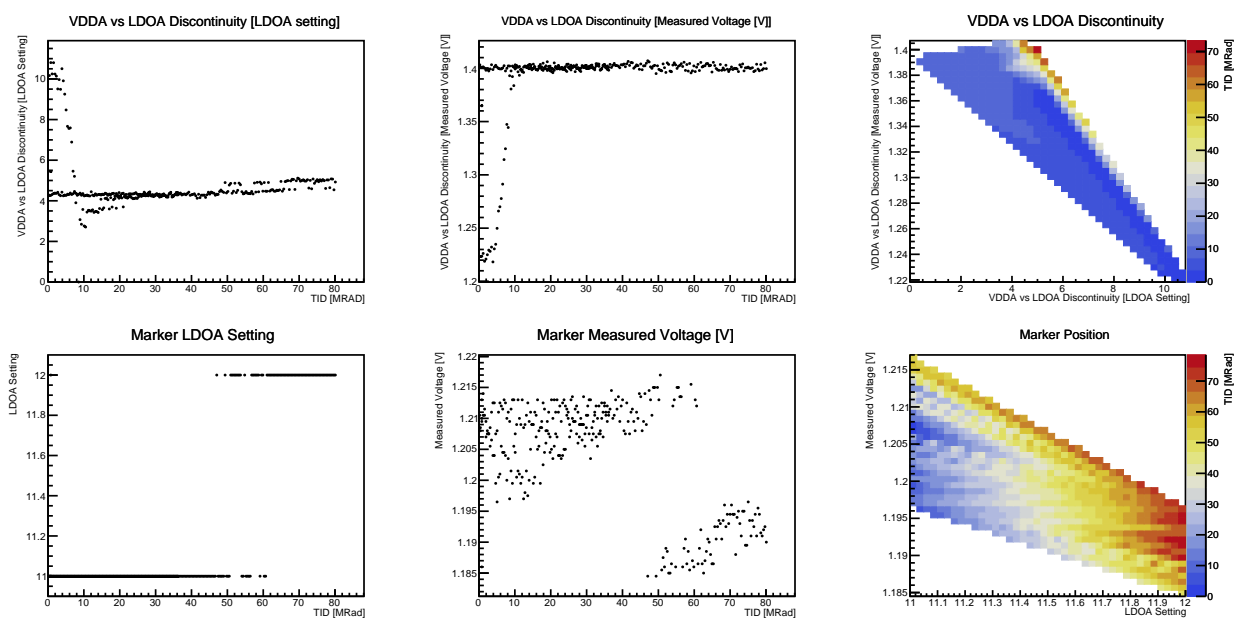 VDDA vs LDOA Discontinuity [LDOA setting]
VDDA vs LDOA Discontinuity [LDOA Setting]
10
8
6
4
2
0
0 10 20 30 40 50 60 70 80
TID [MRAD]
VDDA vs LDOA Discontinuity [Measured Voltage [V]]
VDDA vs LDOA Discontinuity [Measured Voltage [V]]
1.4
1.35
1.3
1.25
1.2
0 10 20 30 40 50 60 70 80
TID [MRAD]
VDDA vs LDOA Discontinuity
VDDA vs LDOA Discontinuity [Measured Voltage [V]]
1.4
1.38
1.36
1.34
1.32
1.3
1.28
1.26
1.24
1.22
0 2 4 6 8 10
VDDA vs LDOA Discontinuity [LDOA Setting]
70
60
50
40
30
20
10
0
TID [MRad]
Marker LDOA Setting
LDOA Setting
12
11.8
11.6
11.4
11.2
11
0 10 20 30 40 50 60 70 80
TID [MRad]
Marker Measured Voltage [V]
Measured Voltage [V]
1.22
1.215
1.21
1.205
1.2
1.195
1.19
1.185
0 10 20 30 40 50 60 70 80
TID [MRad]
Marker Position
Measured Voltage [V]
1.215
1.21
1.205
1.2
1.195
1.19
1.185
11 11.1 11.2 11.3 11.4 11.5 11.6 11.7 11.8 11.9 12
LDOA Setting
70
60
50
40
30
20
10
0
TID [MRad]